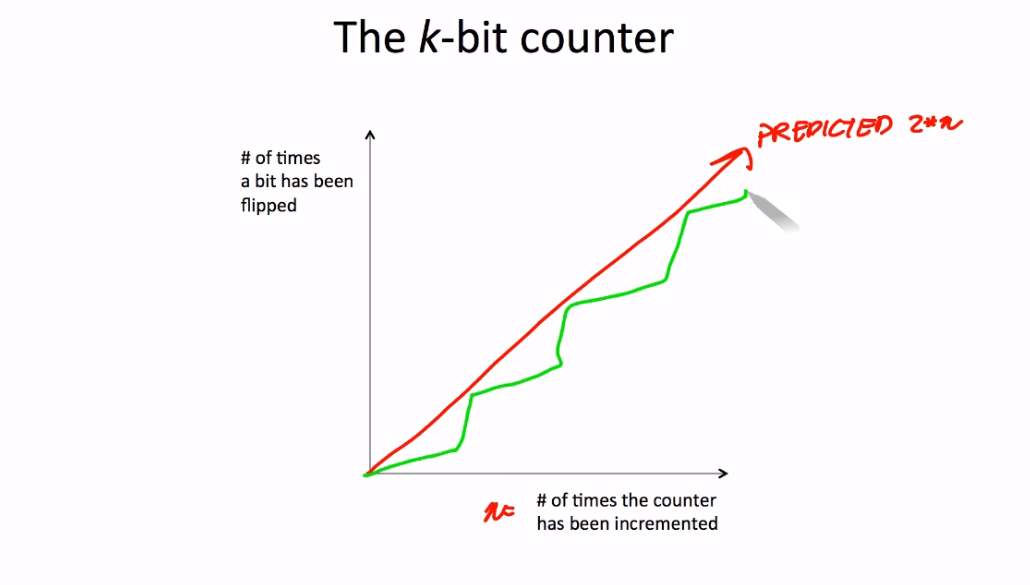 The k-bit counter
PREDICTED 2*n
# of times
a bit has been
flipped
n=
# of times the counter
has been incremented